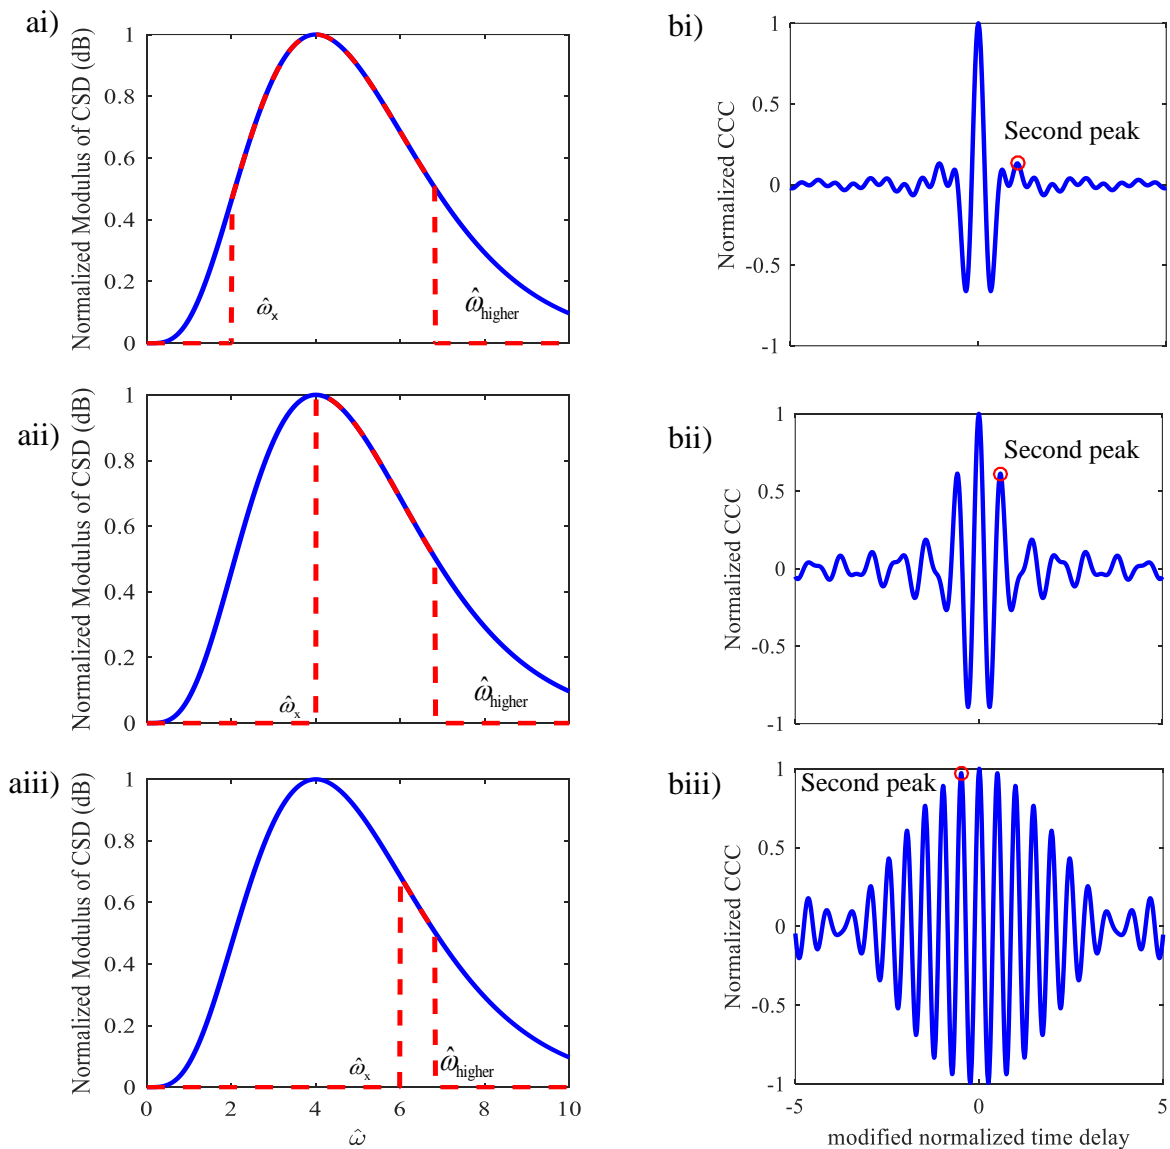 ai)
Normalized Modulus of CSD (dB)
1
0.8
0.6
0.4
0.2
0
ω̂x
ω̂higher
bi)
Normalized CCC
1
0.5
0
-0.5
-1
Second peak
aii)
Normalized Modulus of CSD (dB)
1
0.8
0.6
0.4
0.2
0
ω̂x
ω̂higher
bii)
Normalized CCC
1
0.5
0
-0.5
-1
Second peak
aiii)
Normalized Modulus of CSD (dB)
1
0.8
0.6
0.4
0.2
0
ω̂x
ω̂higher
0 2 4 6 8 10
ω̂
biii)
Normalized CCC
1
0.5
0
-0.5
-1
Second peak
-5 0 5
modified normalized time delay